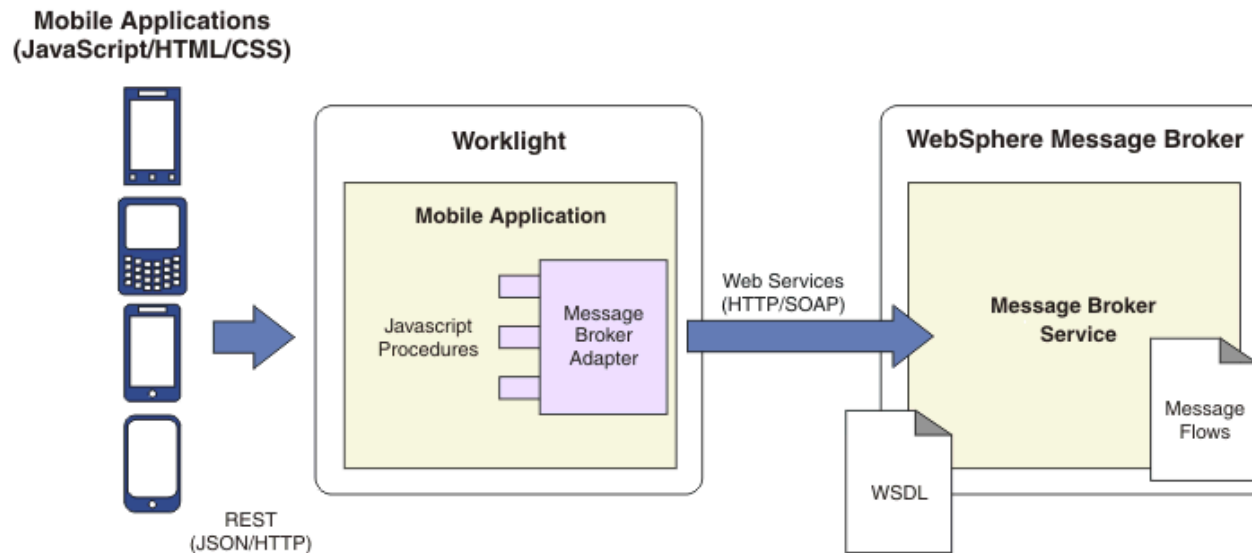 Mobile Applications
(JavaScript/HTML/CSS)
Worklight
Mobile Application
Javascript
Procedures
Message
Broker
Adapter
REST
(JSON/HTTP)
Web Services
(HTTP/SOAP)
WebSphere Message Broker
Message Broker
Service
Message
Flows
WSDL